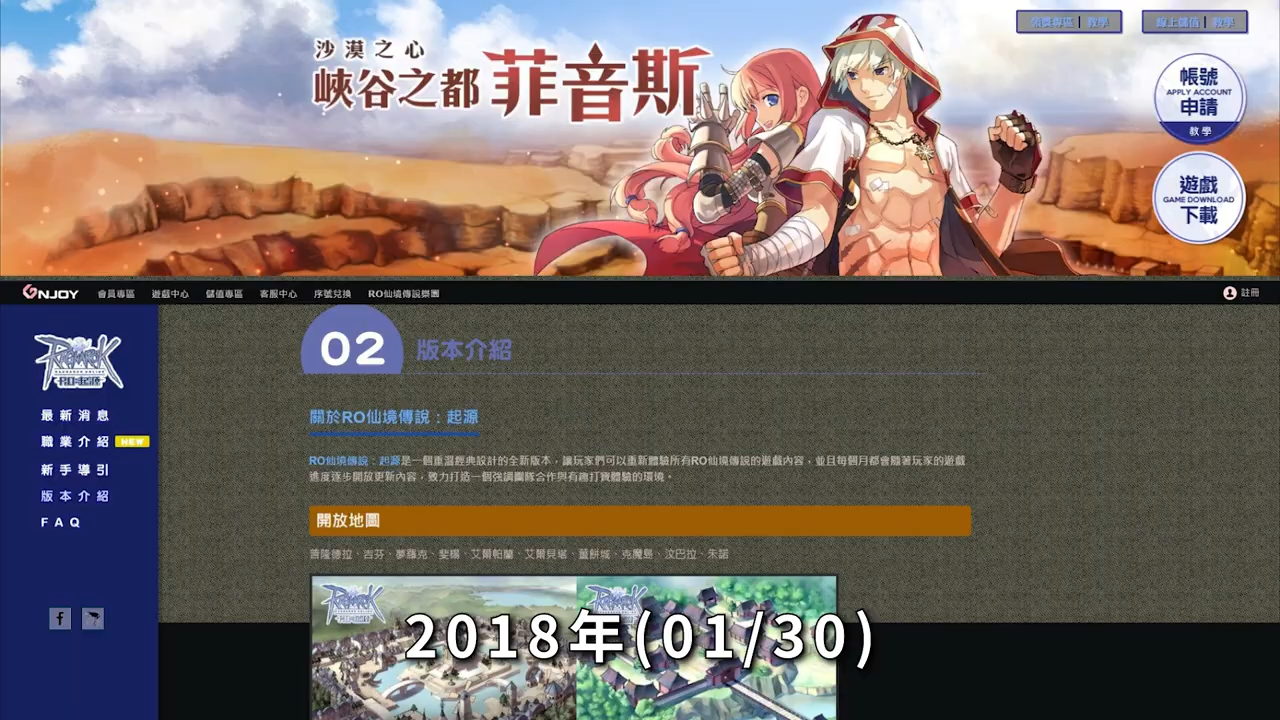 沙漠之心
峽谷之都菲音斯
領獎專區 | 教學
線上儲值 | 教學
帳號
APPLY ACCOUNT
申請
教學
遊戲
GAME DOWNLOAD
下載
GNJOY 會員專區 遊戲中心 儲值專區 客服中心 序號兌換 RO仙境傳說樂園 註冊
RAGNAROK
RO:起源
最新消息
職業介紹 NEW
新手導引
版本介紹
FAQ
02 版本介紹
關於RO仙境傳說：起源
RO仙境傳說：起源是一個重溫經典設計的全新版本，讓玩家們可以重新體驗所有RO仙境傳說的遊戲內容，並且每個月都會隨著玩家的遊戲
進度逐步開放更新內容，致力打造一個強調團隊合作與有趣打寶體驗的環境。
開放地圖
普隆德拉、吉芬、夢羅克、斐楊、艾爾帕蘭、艾爾貝塔、薑餅城、克魔島、汶巴拉、朱諾
RAGNAROK
RAGNAROK
2018年(01/30)